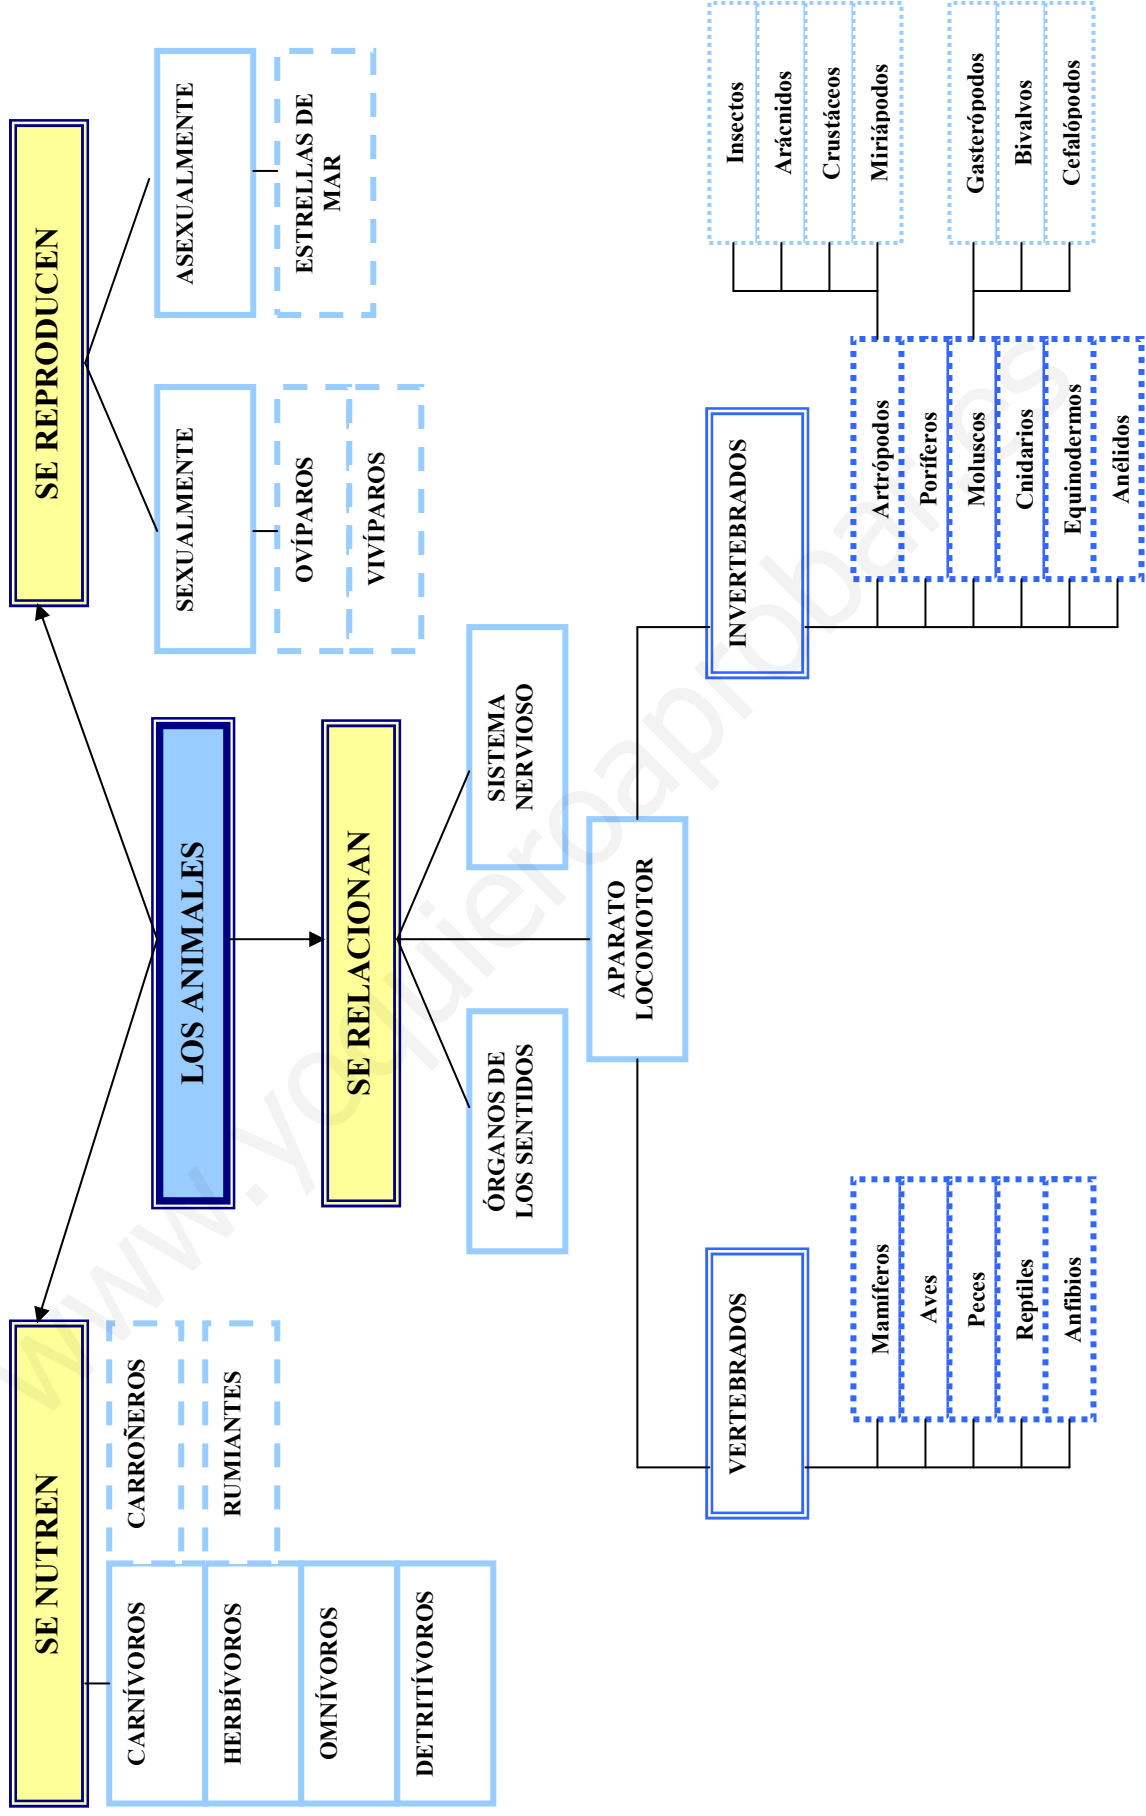 SE NUTREN
CARNÍVOROS
CARROÑEROS
HERBÍVOROS
RUMIANTES
OMNÍVOROS
DETRITÍVOROS
LOS ANIMALES
SE REPRODUCEN
SEXUALMENTE
OVÍPAROS
VIVÍPAROS
ASEXUALMENTE
ESTRELLAS DE
MAR
SE RELACIONAN
ÓRGANOS DE
LOS SENTIDOS
APARATO
LOCOMOTOR
SISTEMA
NERVIOSO
VERTEBRADOS
Mamíferos
Aves
Peces
Reptiles
Anfibios
INVERTEBRADOS
Artrópodos
Poríferos
Moluscos
Cnidarios
Equinodermos
Anélidos
Insectos
Arácnidos
Crustáceos
Miriápodos
Gasterópodos
Bivalvos
Cefalópodos
www.yoquieroaprobar.es